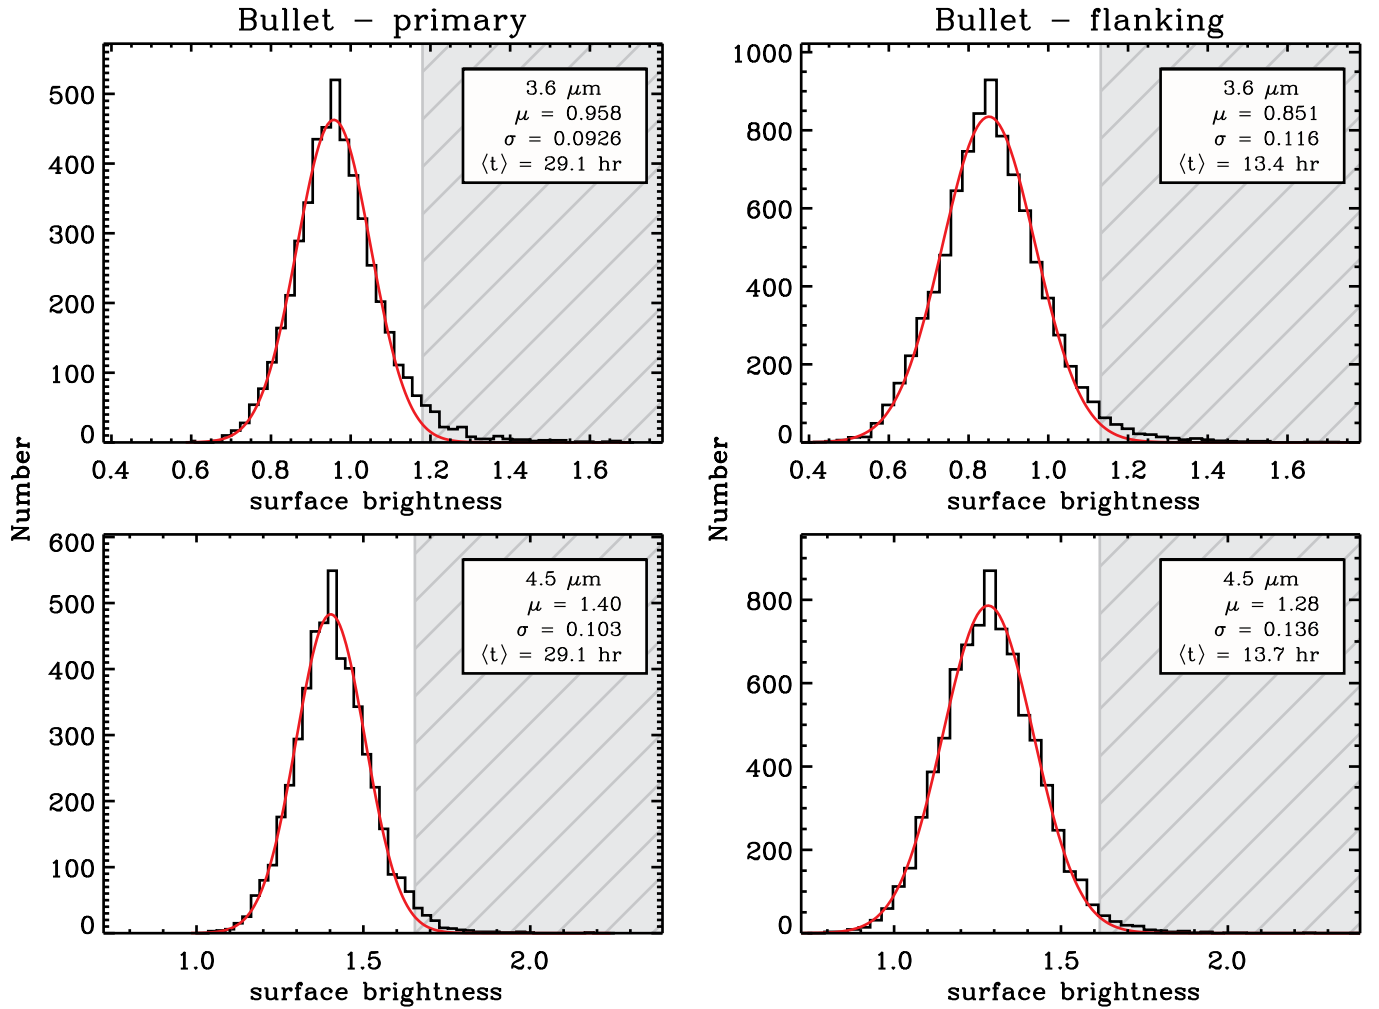 Bullet – primary
500
400
300
200
100
0
0.4 0.6 0.8 1.0 1.2 1.4 1.6
surface brightness
3.6 μm
μ = 0.958
σ = 0.0926
⟨t⟩ = 29.1 hr
Number
600
500
400
300
200
100
0
1.0 1.5 2.0
surface brightness
4.5 μm
μ = 1.40
σ = 0.103
⟨t⟩ = 29.1 hr
Bullet – flanking
1000
800
600
400
200
0
0.4 0.6 0.8 1.0 1.2 1.4 1.6
surface brightness
3.6 μm
μ = 0.851
σ = 0.116
⟨t⟩ = 13.4 hr
Number
800
600
400
200
0
1.0 1.5 2.0
surface brightness
4.5 μm
μ = 1.28
σ = 0.136
⟨t⟩ = 13.7 hr